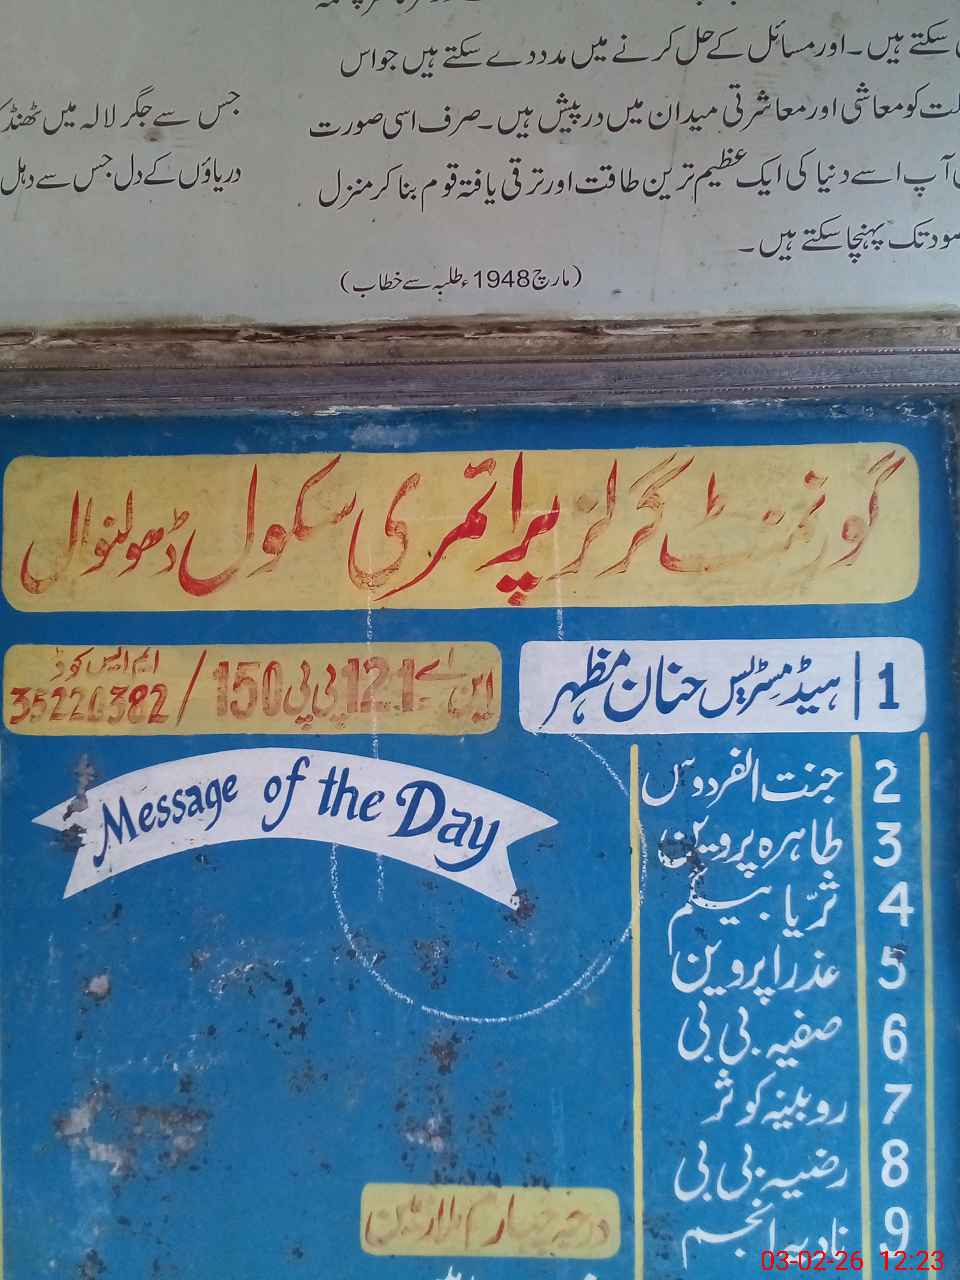 سکتے ہیں۔ اور مسائل کے حل کرنے میں مدد دے سکتے ہیں جو اس
کو معاشی اور معاشرتی میدان میں درپیش ہیں۔ صرف اسی صورت
آپ اسے دنیا کی ایک عظیم ترین طاقت اور ترقی یافتہ قوم بنا کر منزل
تک پہنچا سکتے ہیں۔
(مارچ 1948ء طلبہ سے خطاب)
جس سے جگر لالہ میں ٹھنڈ
دریاؤں کے دل جس سے دہل
گورنمنٹ گرلز پرائمری سکول ڈھولنوال
1 ہیڈ مسٹریس حنان مظہر
این اے 121 پی پی 150 / ایم ایس کوڈ 35220382
Message of the Day
2 جنت الفردوس
3 طاہرہ پروین
4 ثریا بیگم
5 عذرا پروین
6 صفیہ بی بی
7 روبینہ کوثر
8 رضیہ بی بی
9 نادیہ انجم
درجہ چہارم ملازمین
03-02-26 12:23